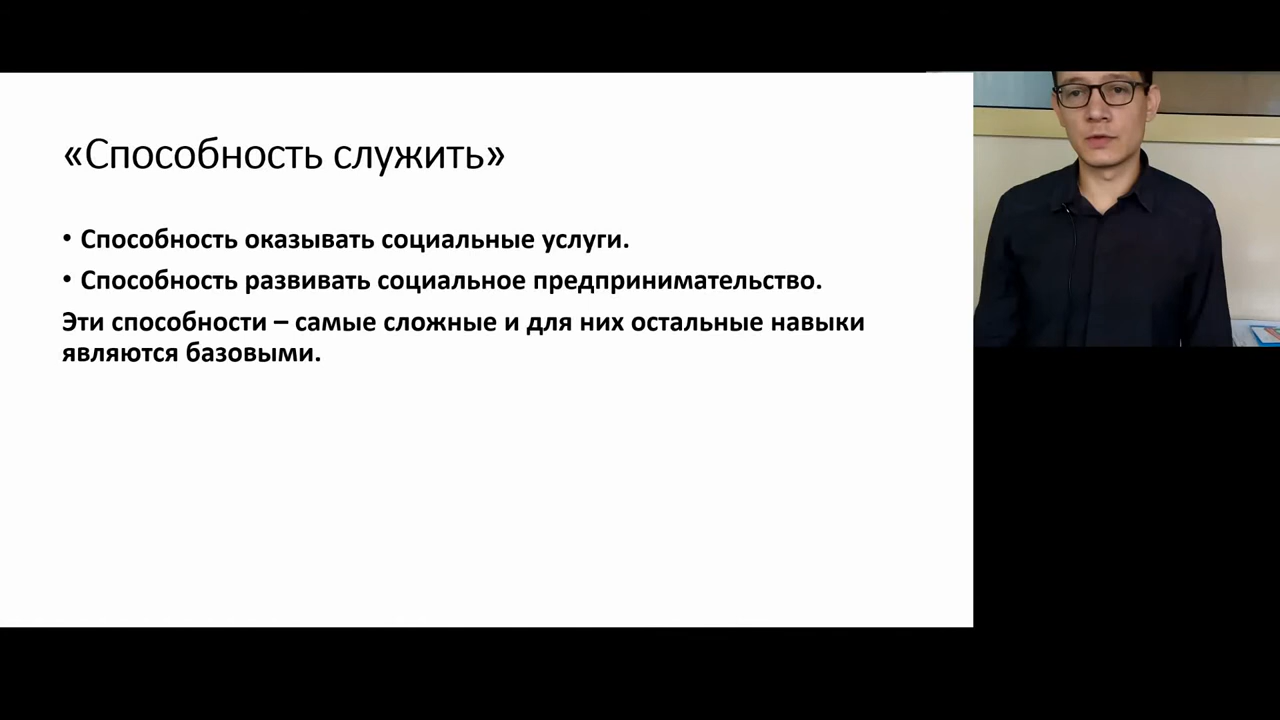 «Способность служить»
• Способность оказывать социальные услуги.
• Способность развивать социальное предпринимательство.
Эти способности – самые сложные и для них остальные навыки
являются базовыми.